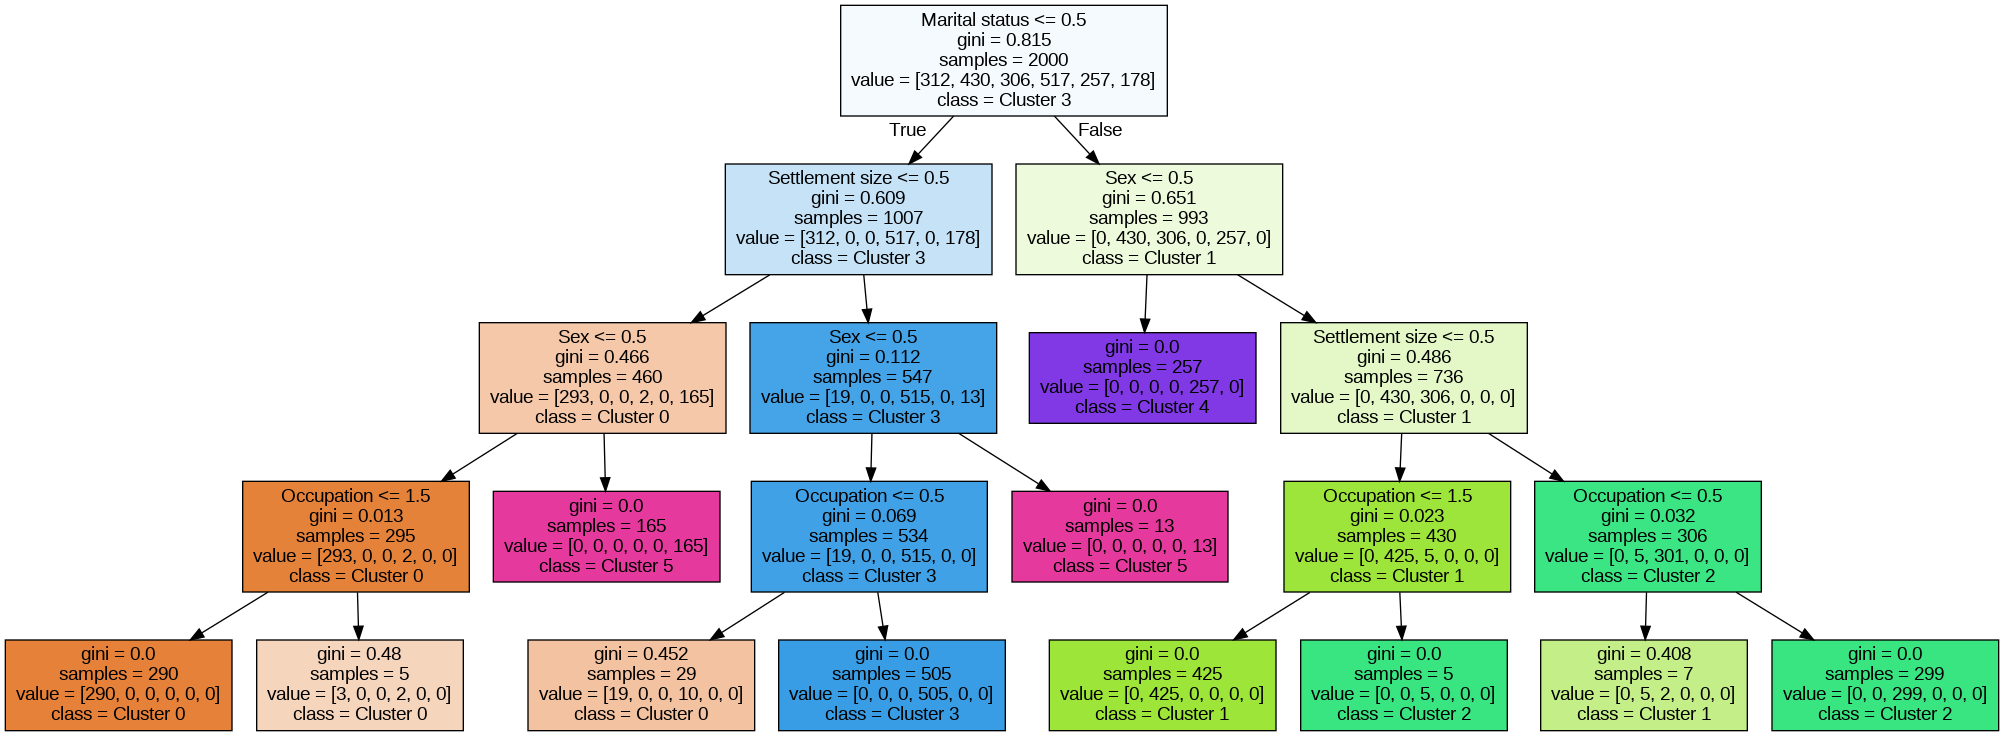 Marital status <= 0.5
gini = 0.815
samples = 2000
value = [312, 430, 306, 517, 257, 178]
class = Cluster 3
True
False
Settlement size <= 0.5
gini = 0.609
samples = 1007
value = [312, 0, 0, 517, 0, 178]
class = Cluster 3
Sex <= 0.5
gini = 0.651
samples = 993
value = [0, 430, 306, 0, 257, 0]
class = Cluster 1
Sex <= 0.5
gini = 0.466
samples = 460
value = [293, 0, 0, 2, 0, 165]
class = Cluster 0
Sex <= 0.5
gini = 0.112
samples = 547
value = [19, 0, 0, 515, 0, 13]
class = Cluster 3
gini = 0.0
samples = 257
value = [0, 0, 0, 0, 257, 0]
class = Cluster 4
Settlement size <= 0.5
gini = 0.486
samples = 736
value = [0, 430, 306, 0, 0, 0]
class = Cluster 1
Occupation <= 1.5
gini = 0.013
samples = 295
value = [293, 0, 0, 2, 0, 0]
class = Cluster 0
gini = 0.0
samples = 165
value = [0, 0, 0, 0, 0, 165]
class = Cluster 5
Occupation <= 0.5
gini = 0.069
samples = 534
value = [19, 0, 0, 515, 0, 0]
class = Cluster 3
gini = 0.0
samples = 13
value = [0, 0, 0, 0, 0, 13]
class = Cluster 5
Occupation <= 1.5
gini = 0.023
samples = 430
value = [0, 425, 5, 0, 0, 0]
class = Cluster 1
Occupation <= 0.5
gini = 0.032
samples = 306
value = [0, 5, 301, 0, 0, 0]
class = Cluster 2
gini = 0.0
samples = 290
value = [290, 0, 0, 0, 0, 0]
class = Cluster 0
gini = 0.48
samples = 5
value = [3, 0, 0, 2, 0, 0]
class = Cluster 0
gini = 0.452
samples = 29
value = [19, 0, 0, 10, 0, 0]
class = Cluster 0
gini = 0.0
samples = 505
value = [0, 0, 0, 505, 0, 0]
class = Cluster 3
gini = 0.0
samples = 425
value = [0, 425, 0, 0, 0, 0]
class = Cluster 1
gini = 0.0
samples = 5
value = [0, 0, 5, 0, 0, 0]
class = Cluster 2
gini = 0.408
samples = 7
value = [0, 5, 2, 0, 0, 0]
class = Cluster 1
gini = 0.0
samples = 299
value = [0, 0, 299, 0, 0, 0]
class = Cluster 2